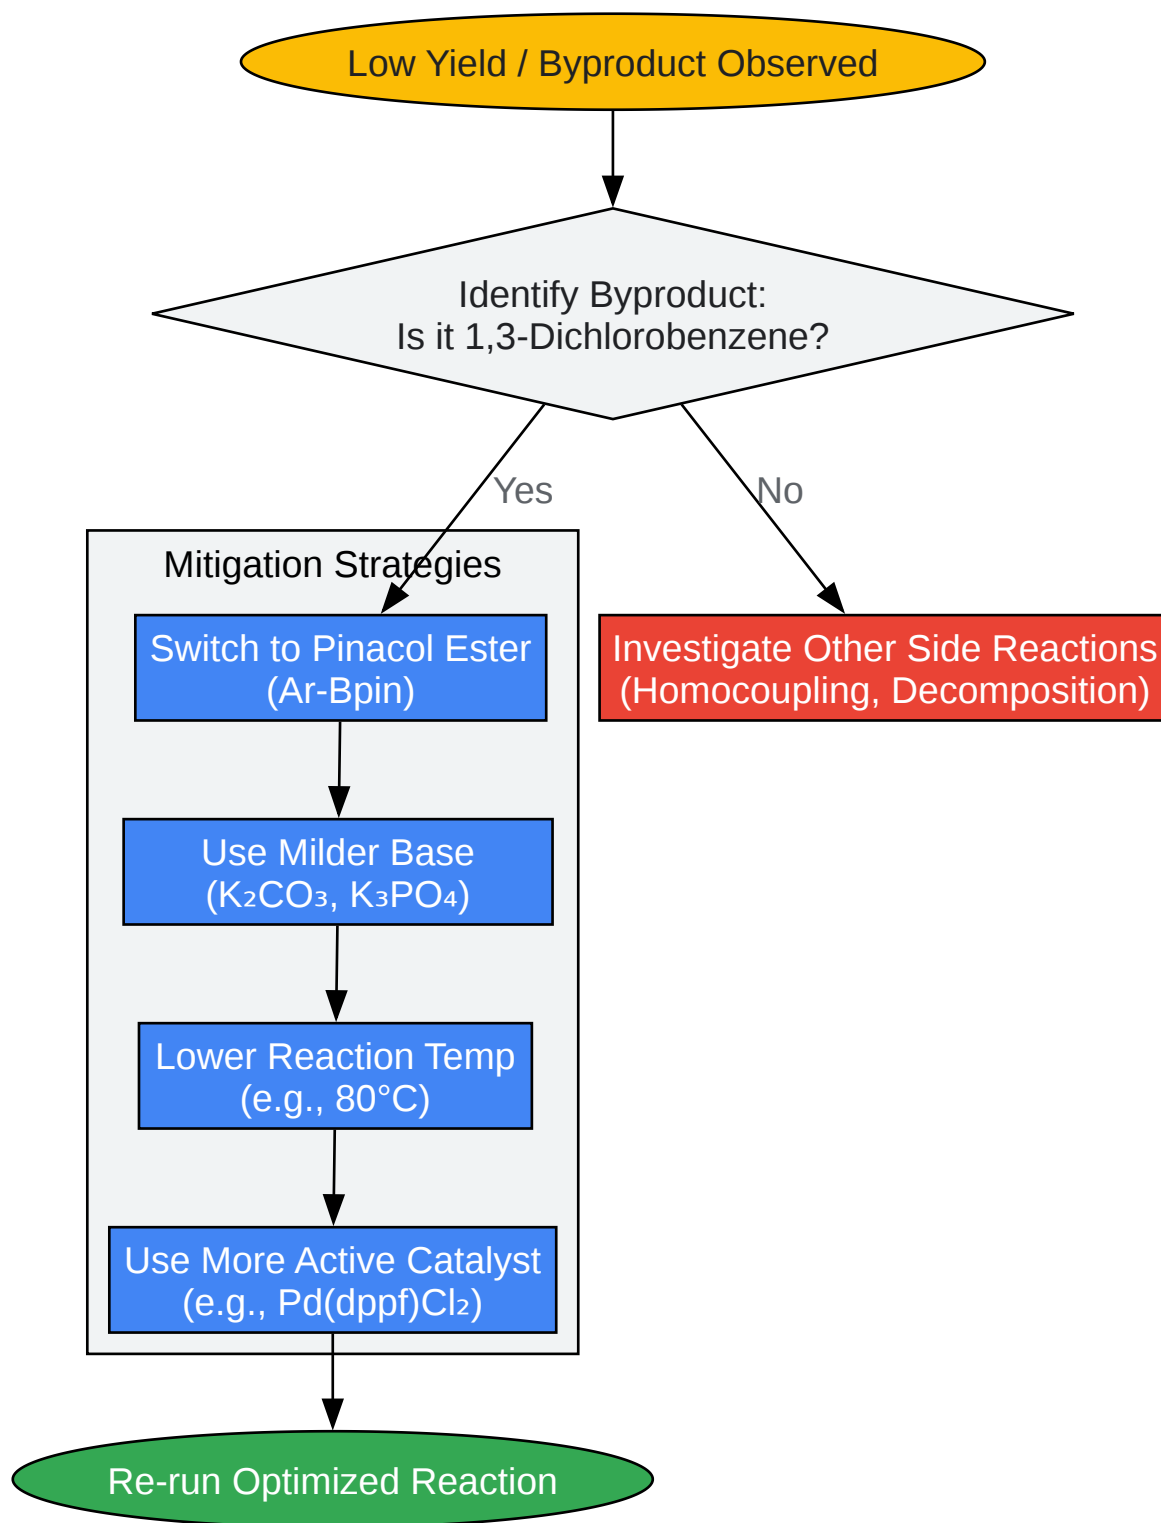 Low Yield / Byproduct Observed
Identify Byproduct:
Is it 1,3-Dichlorobenzene?
Yes
No
Mitigation Strategies
Switch to Pinacol Ester
(Ar-Bpin)
Investigate Other Side Reactions
(Homocoupling, Decomposition)
Use Milder Base
(K₂CO₃, K₃PO₄)
Lower Reaction Temp
(e.g., 80°C)
Use More Active Catalyst
(e.g., Pd(dppf)Cl₂)
Re-run Optimized Reaction